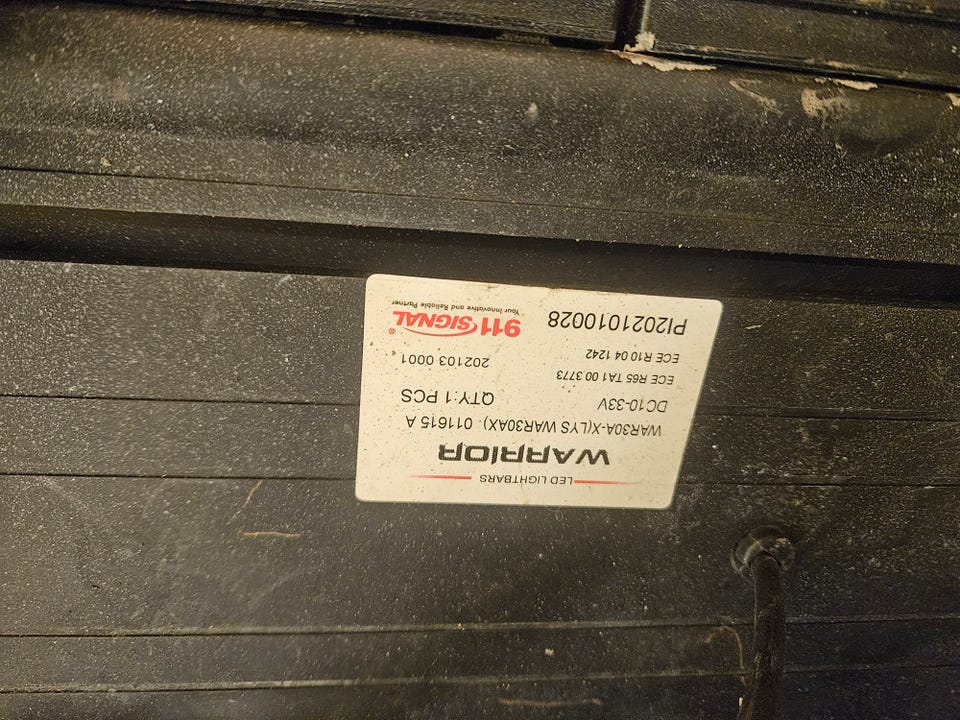 LED LIGHTBARS
WARRIOR
WAR30A-X(LYS WAR30AX) 011615 A
DC10-33V QTY:1 PCS
ECE R65 TA1 00 3773
ECE R10 04 1242 202103 0001
PI2021010028 911 SIGNAL®
Your Innovative and Reliable Partner